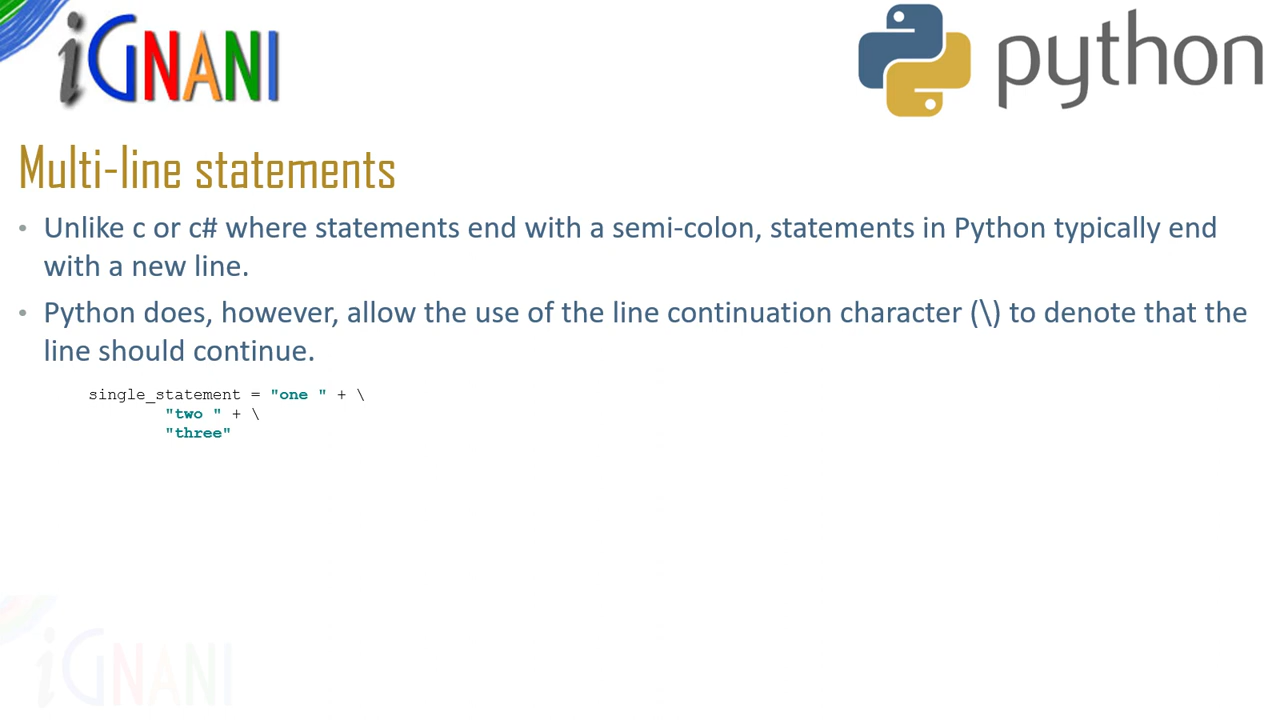 iGNANI
python
Multi-line statements
• Unlike c or c# where statements end with a semi-colon, statements in Python typically end
with a new line.
• Python does, however, allow the use of the line continuation character (\) to denote that the
line should continue.
single_statement = "one " + \
"two " + \
"three"
iGNANI